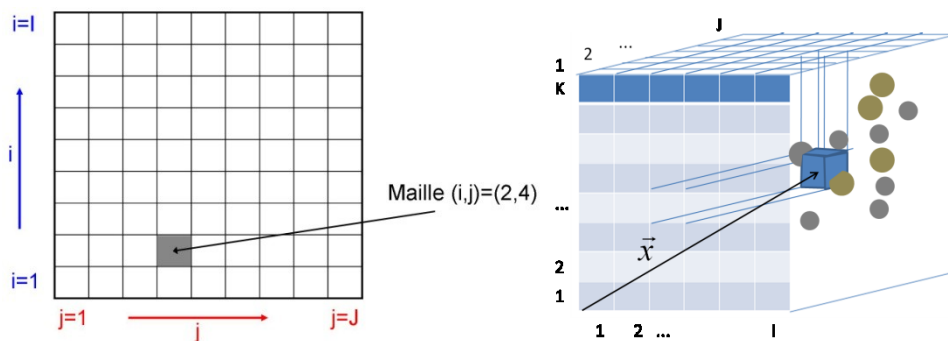 i=I
i
i=1
j=1
j
j=J
Maille (i,j)=(2,4)
J
...
2
1
K
...
2
1
x
1 2 ... I